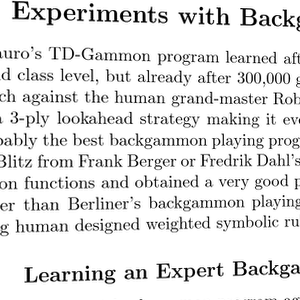 Experiments with Backg
auro's TD-Gammon program learned aft
d class level, but already after 300,000 g
ch against the human grand-master Rob
a 3-ply lookahead strategy making it eve
bably the best backgammon playing prog
Blitz from Frank Berger or Fredrik Dahl's
on functions and obtained a very good p
er than Berliner's backgammon playing
g human designed weighted symbolic ru
Learning an Expert Backga